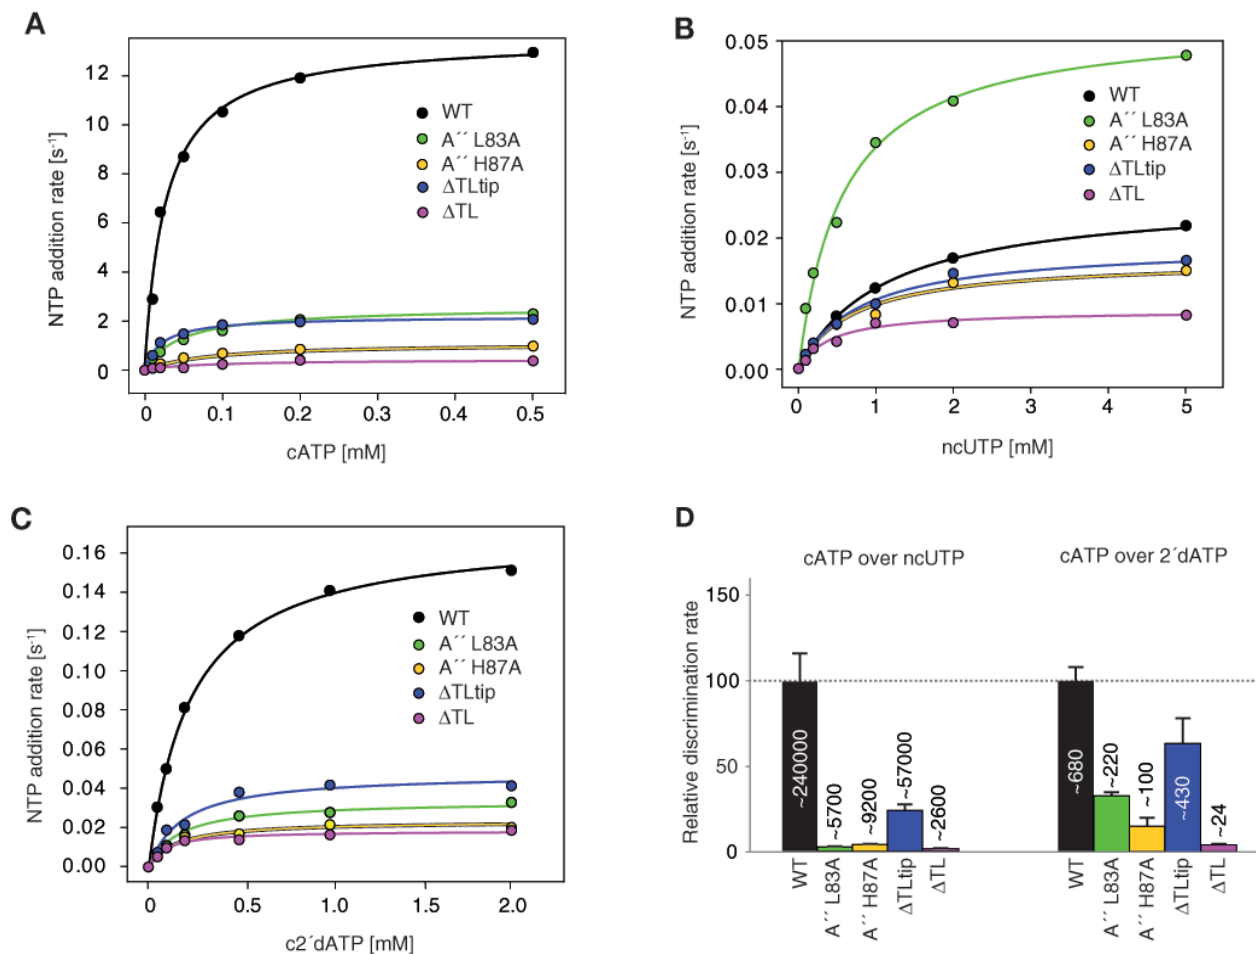 A
NTP addition rate [s⁻¹]
12
10
8
6
4
2
0
WT
A´´ L83A
A´´ H87A
ΔTLtip
ΔTL
0 0.1 0.2 0.3 0.4 0.5
cATP [mM]
B
NTP addition rate [s⁻¹]
0.05
0.04
0.03
0.02
0.01
0.00
WT
A´´ L83A
A´´ H87A
ΔTLtip
ΔTL
0 1 2 3 4 5
ncUTP [mM]
C
NTP addition rate [s⁻¹]
0.16
0.14
0.12
0.10
0.08
0.06
0.04
0.02
0.00
WT
A´´ L83A
A´´ H87A
ΔTLtip
ΔTL
0 0.5 1.0 1.5 2.0
c2´dATP [mM]
D
cATP over ncUTP
cATP over 2´dATP
Relative discrimination rate
150
100
50
0
~240000
~5700
~9200
~57000
~2600
~680
~220
~100
~430
~24
WT
A´´ L83A
A´´ H87A
ΔTLtip
ΔTL
WT
A´´ L83A
A´´ H87A
ΔTLtip
ΔTL